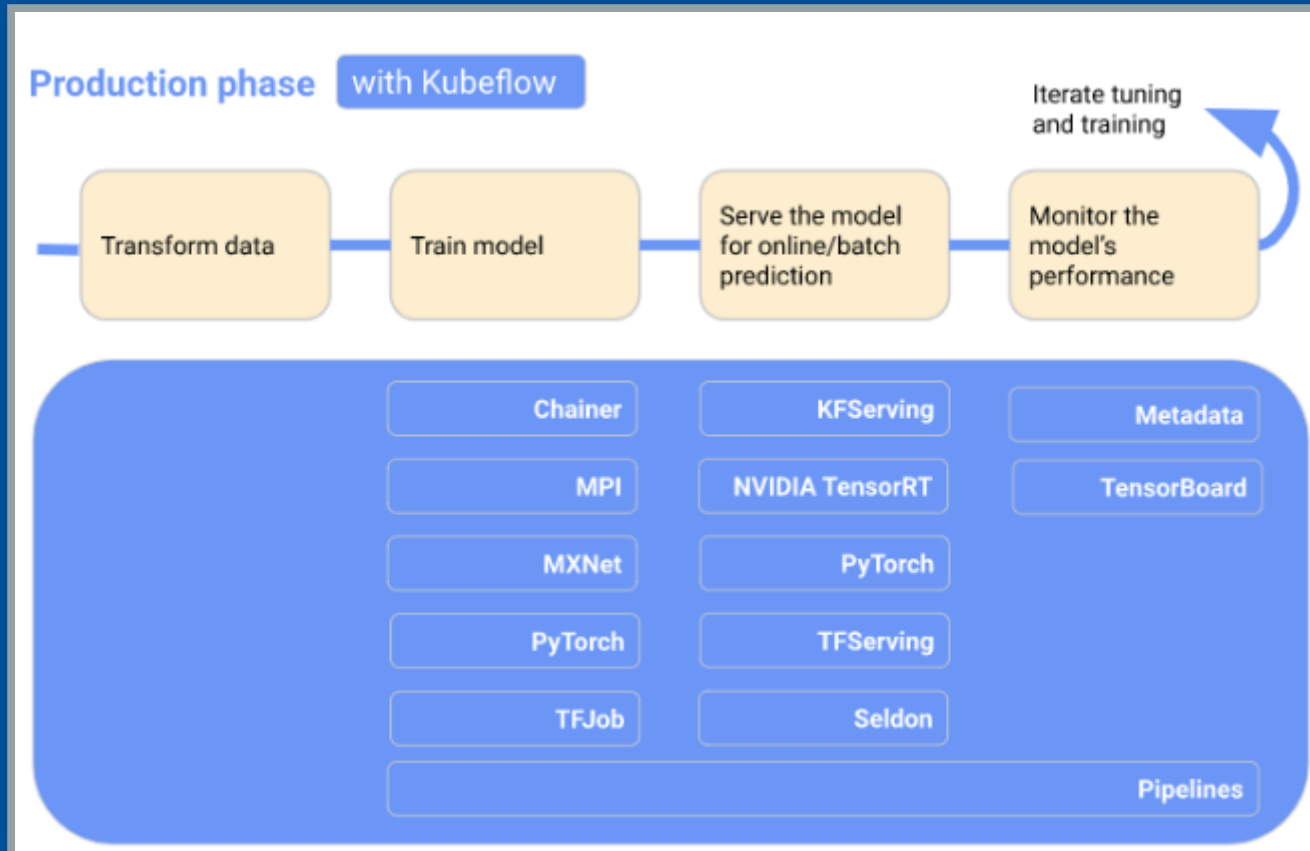 Production phase with Kubeflow
Iterate tuning
and training
Transform data
Train model
Serve the model
for online/batch
prediction
Monitor the
model's
performance
Chainer
MPI
MXNet
PyTorch
TFJob
KFServing
NVIDIA TensorRT
PyTorch
TFServing
Seldon
Metadata
TensorBoard
Pipelines